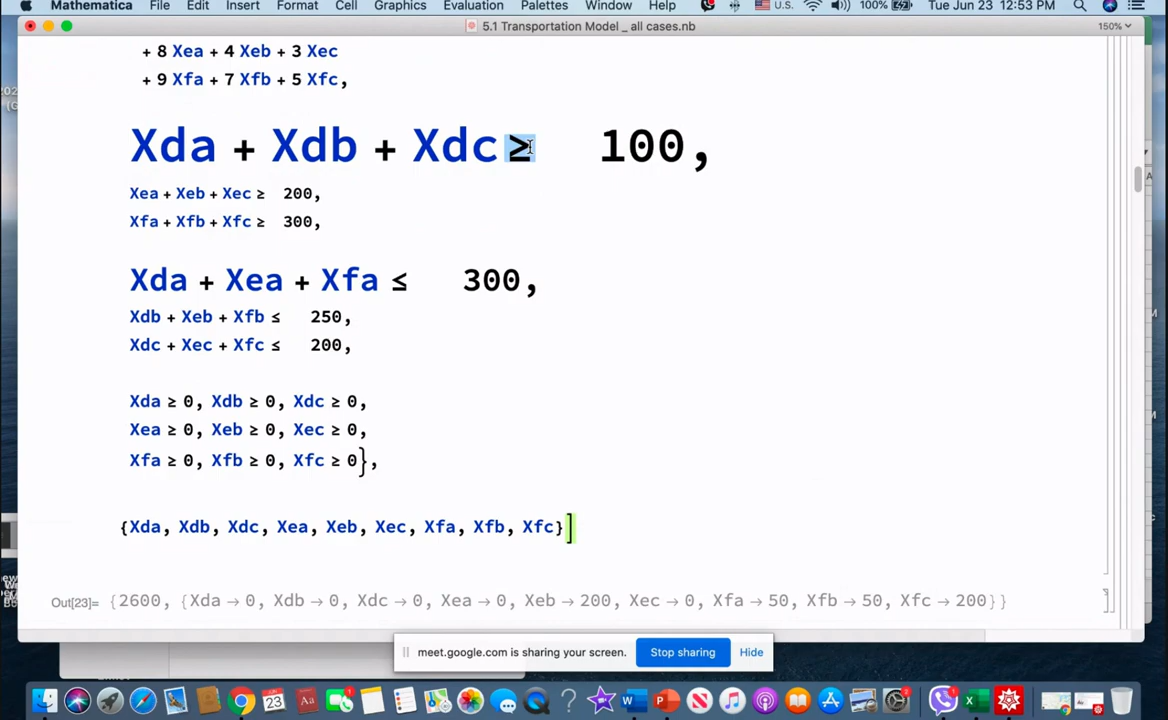 Mathematica File Edit Insert Format Cell Graphics Evaluation Palettes Window Help U.S. 100% Tue Jun 23 12:53 PM
5.1 Transportation Model _ all cases.nb 150%
+ 8 Xea + 4 Xeb + 3 Xec
+ 9 Xfa + 7 Xfb + 5 Xfc,
Xda + Xdb + Xdc ≥ 100,
Xea + Xeb + Xec ≥ 200,
Xfa + Xfb + Xfc ≥ 300,
Xda + Xea + Xfa ≤ 300,
Xdb + Xeb + Xfb ≤ 250,
Xdc + Xec + Xfc ≤ 200,
Xda ≥ 0, Xdb ≥ 0, Xdc ≥ 0,
Xea ≥ 0, Xeb ≥ 0, Xec ≥ 0,
Xfa ≥ 0, Xfb ≥ 0, Xfc ≥ 0},
{Xda, Xdb, Xdc, Xea, Xeb, Xec, Xfa, Xfb, Xfc}]
Out[23]= {2600, {Xda → 0, Xdb → 0, Xdc → 0, Xea → 0, Xeb → 200, Xec → 0, Xfa → 50, Xfb → 50, Xfc → 200}}
meet.google.com is sharing your screen. Stop sharing Hide